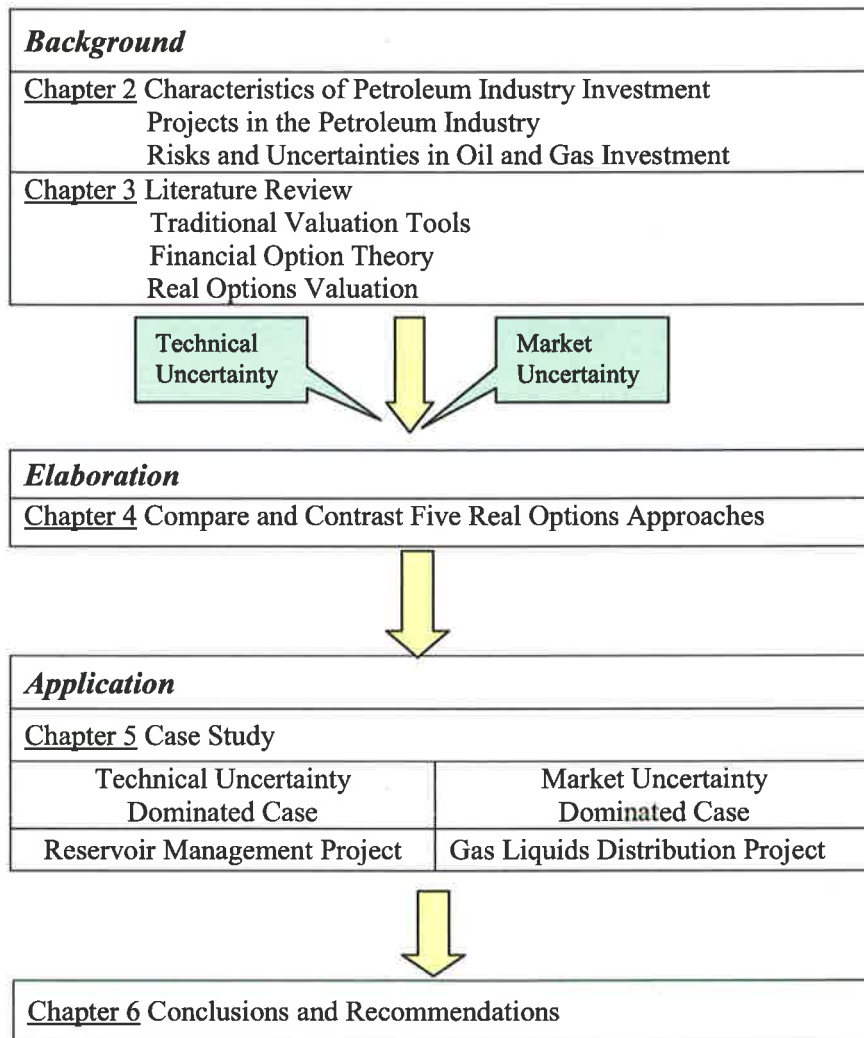 Background
Chapter 2 Characteristics of Petroleum Industry Investment
Projects in the Petroleum Industry
Risks and Uncertainties in Oil and Gas Investment
Chapter 3 Literature Review
Traditional Valuation Tools
Financial Option Theory
Real Options Valuation
Technical
Uncertainty
Market
Uncertainty
Elaboration
Chapter 4 Compare and Contrast Five Real Options Approaches
Application
Chapter 5 Case Study
Technical Uncertainty
Dominated Case
Market Uncertainty
Dominated Case
Reservoir Management Project
Gas Liquids Distribution Project
Chapter 6 Conclusions and Recommendations